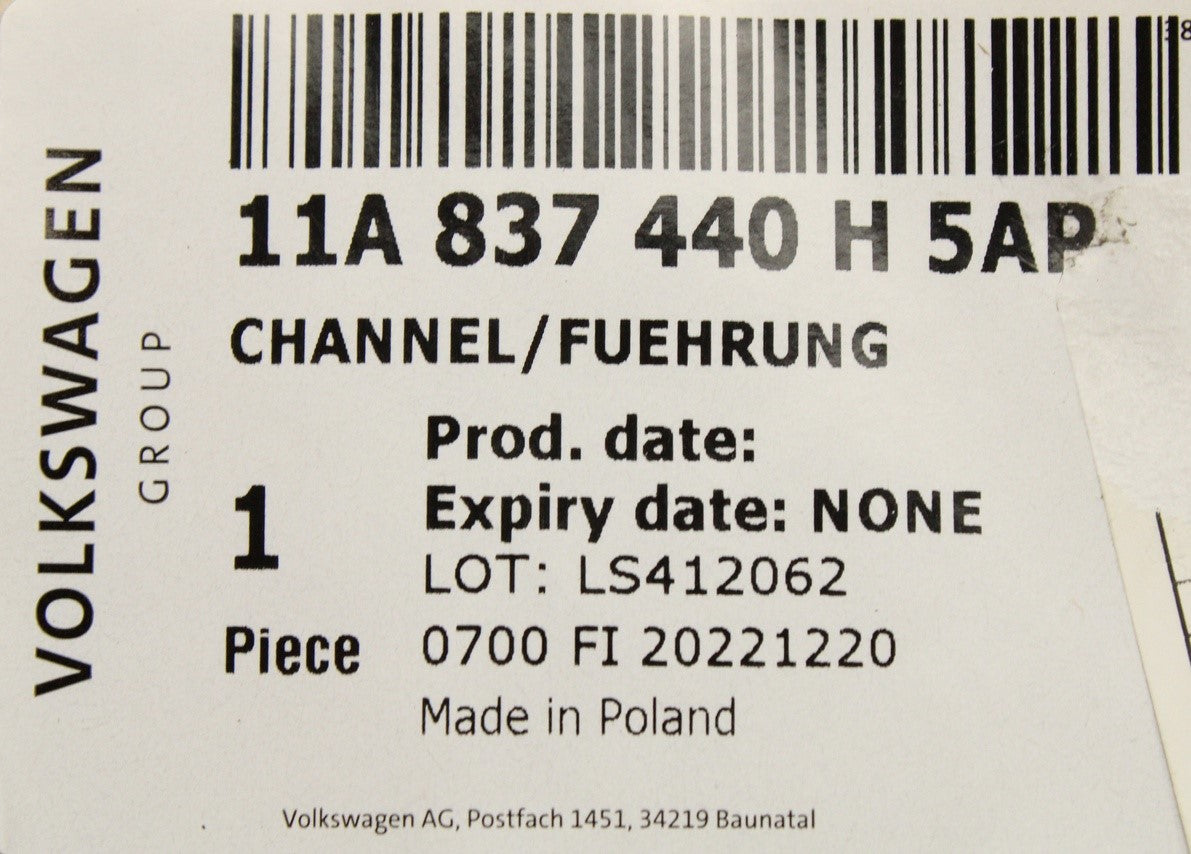 VOLKSWAGEN
GROUP
11A 837 440 H 5AP
CHANNEL/FUEHRUNG
Prod. date:
Expiry date: NONE
1
LOT: LS412062
Piece
0700 FI 20221220
Made in Poland
Volkswagen AG, Postfach 1451, 34219 Baunatal